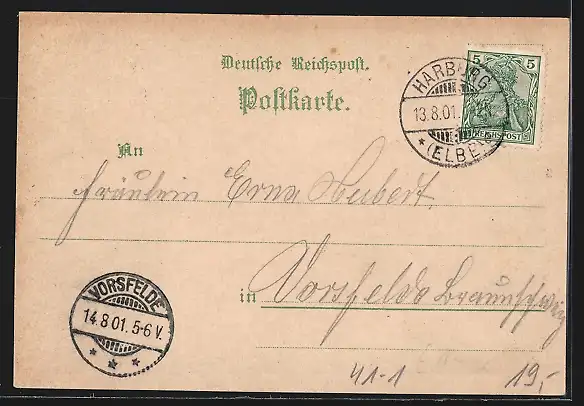 Deutsche Reichspost.
Postkarte.
5
REICHSPOST
HARBURG
13.8.01.
* (ELBE)
An
Fräulein Erna Hubert
in Vorsfelde Braunschweig
VORSFELDE
14.8.01.5-6 V.
* * *
41-1
19,-